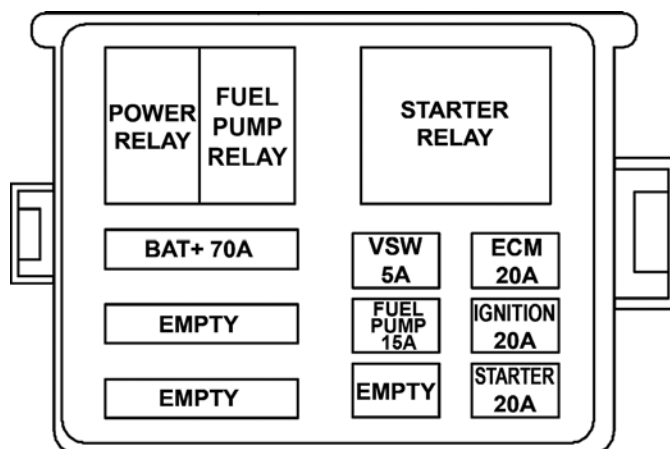 POWER
RELAY
FUEL
PUMP
RELAY
STARTER
RELAY
BAT+ 70A
VSW
5A
ECM
20A
EMPTY
FUEL
PUMP
15A
IGNITION
20A
EMPTY
EMPTY
STARTER
20A